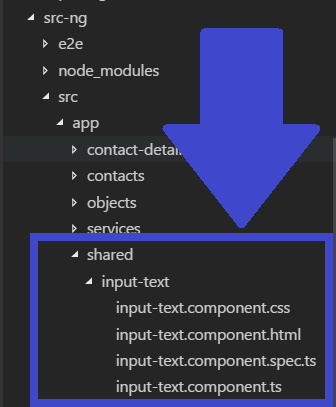 src-ng
e2e
node_modules
src
app
contact-detai
contacts
objects
services
shared
input-text
input-text.component.css
input-text.component.html
input-text.component.spec.ts
input-text.component.ts